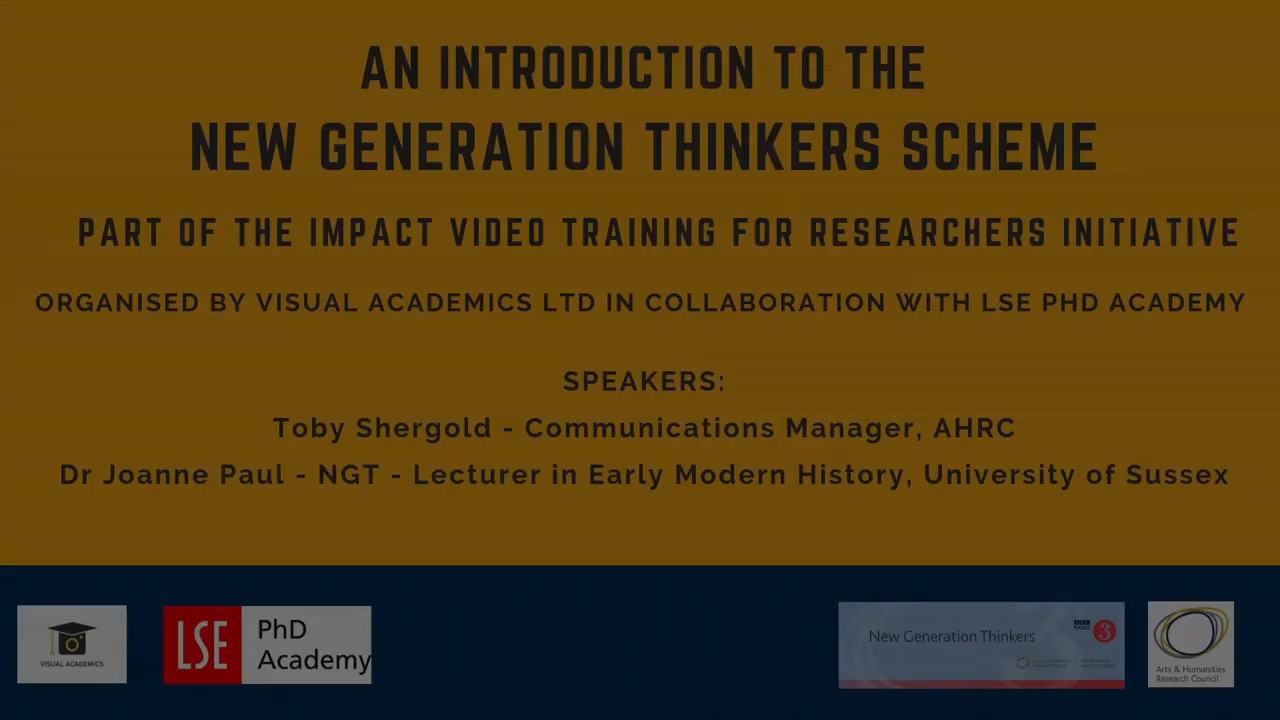 AN INTRODUCTION TO THE
NEW GENERATION THINKERS SCHEME
PART OF THE IMPACT VIDEO TRAINING FOR RESEARCHERS INITIATIVE
ORGANISED BY VISUAL ACADEMICS LTD IN COLLABORATION WITH LSE PHD ACADEMY
SPEAKERS:
Toby Shergold - Communications Manager, AHRC
Dr Joanne Paul - NGT - Lecturer in Early Modern History, University of Sussex
VISUAL ACADEMICS
LSE
PhD
Academy
New Generation Thinkers
BBC
RADIO
3
Arts & Humanities
Research Council